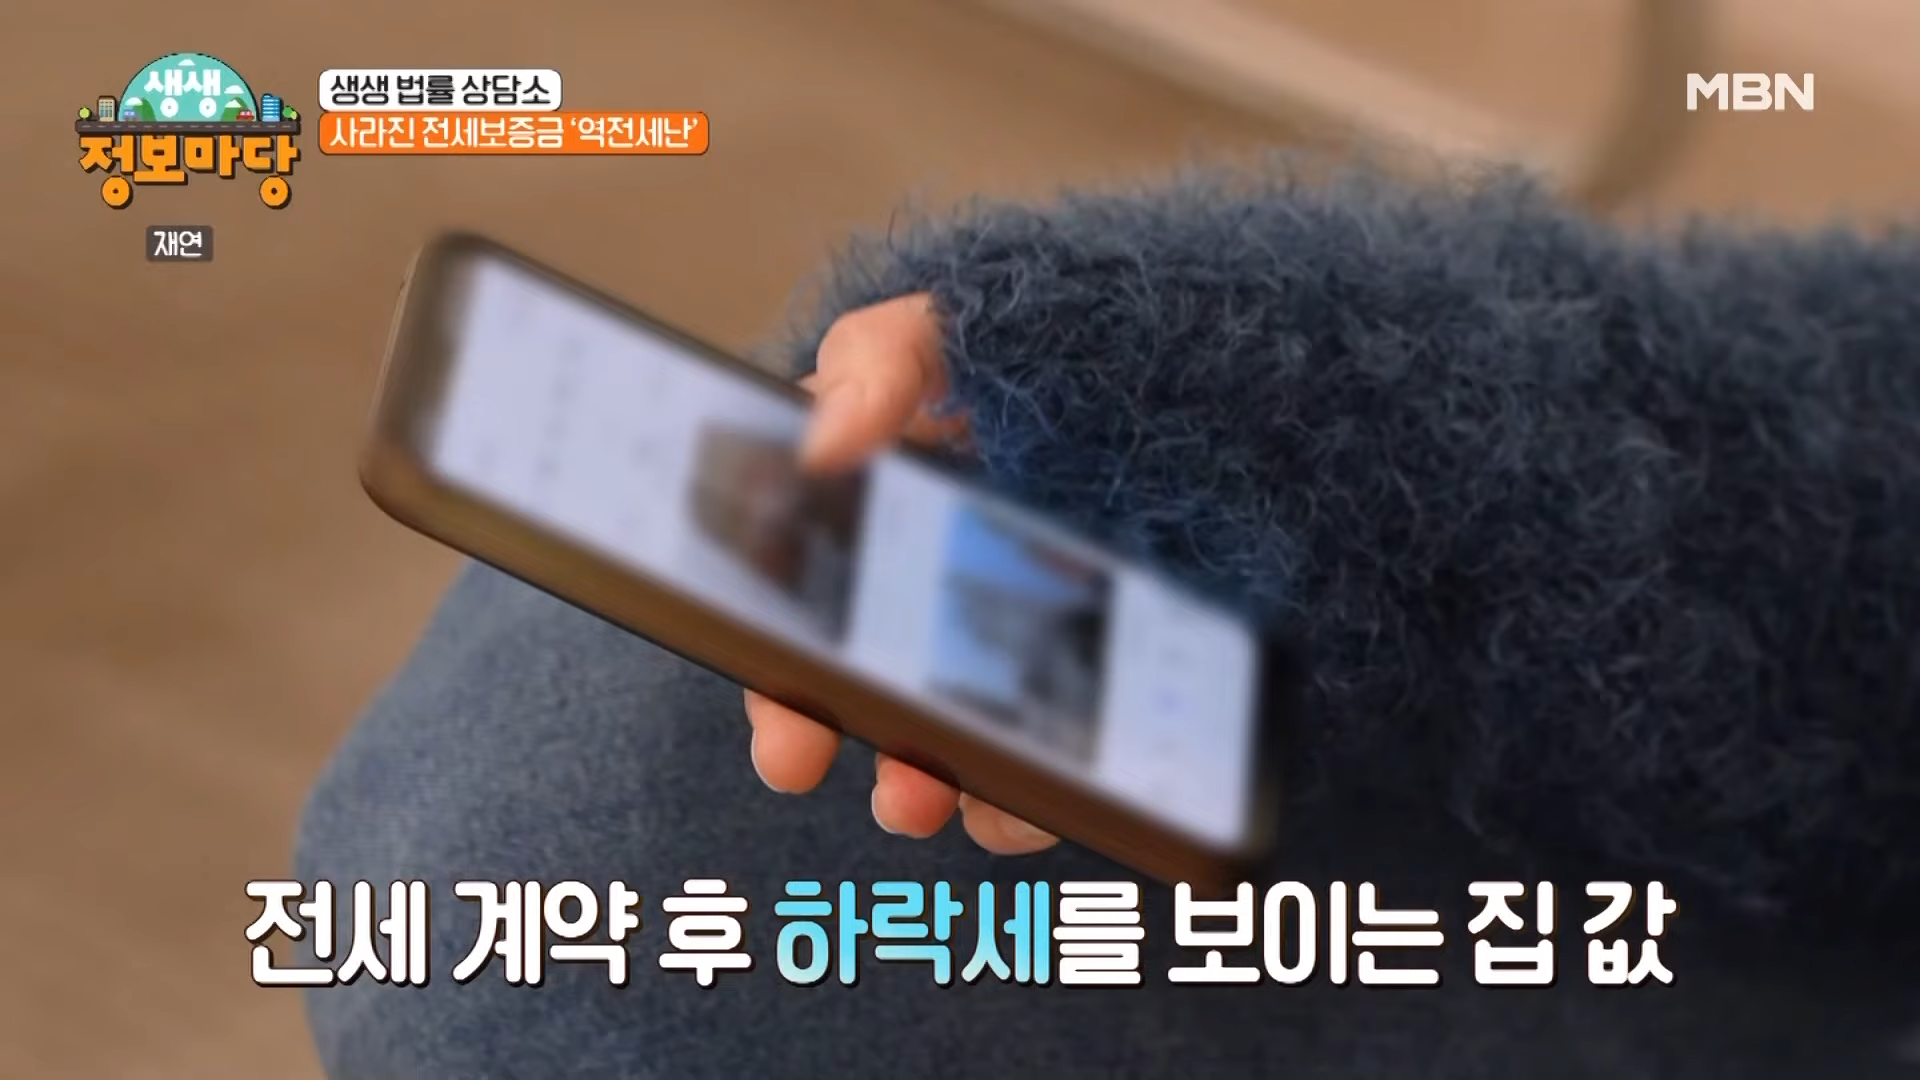 생생
정보마당
생생 법률 상담소
사라진 전세보증금 ‘역전세난’
MBN
재연
전세 계약 후 하락세를 보이는 집 값